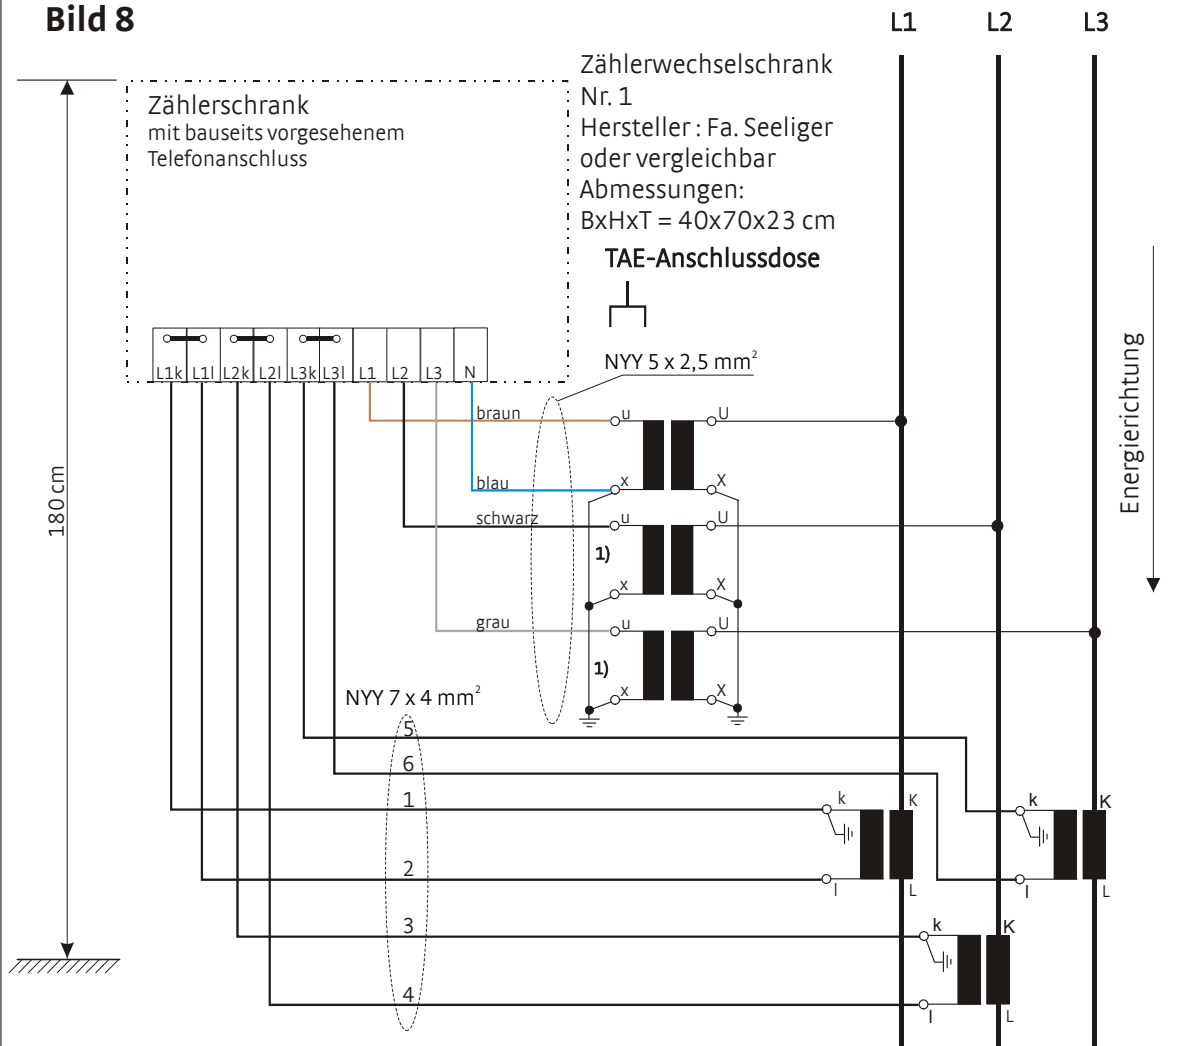 Bild 8
L1 L2 L3
Zählerschrank
mit bauseits vorgesehenem
Telefonanschluss
Zählerwechselschrank
Nr. 1
Hersteller : Fa. Seeliger
oder vergleichbar
Abmessungen:
BxHxT = 40x70x23 cm
TAE-Anschlussdose
NYY 5 x 2,5 mm²
L1k L1l L2k L2l L3k L3l L1 L2 L3 N
braun
u U
blau
x X
schwarz
u U
1)
x X
grau
u U
1)
x X
180 cm
Energierichtung
NYY 7 x 4 mm²
5
6
1
k K
k K
2
l L
l L
3
k K
4
l L